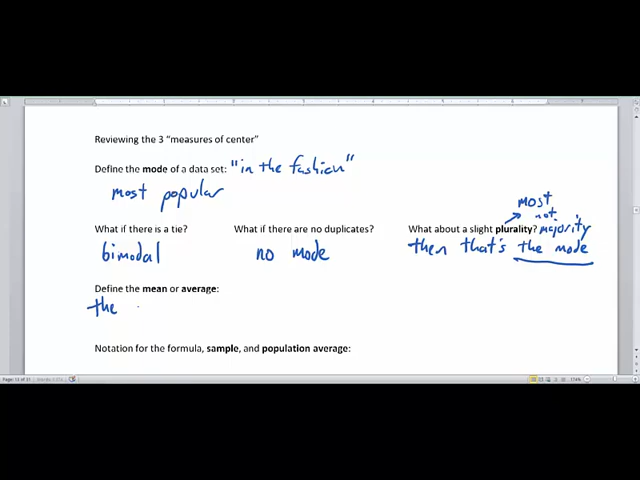 Reviewing the 3 “measures of center”
Define the mode of a data set: "in the fashion"
most popular
most
not
What if there is a tie? What if there are no duplicates? What about a slight plurality? majority
bimodal no mode then that's the mode
Define the mean or average:
the
Notation for the formula, sample, and population average: